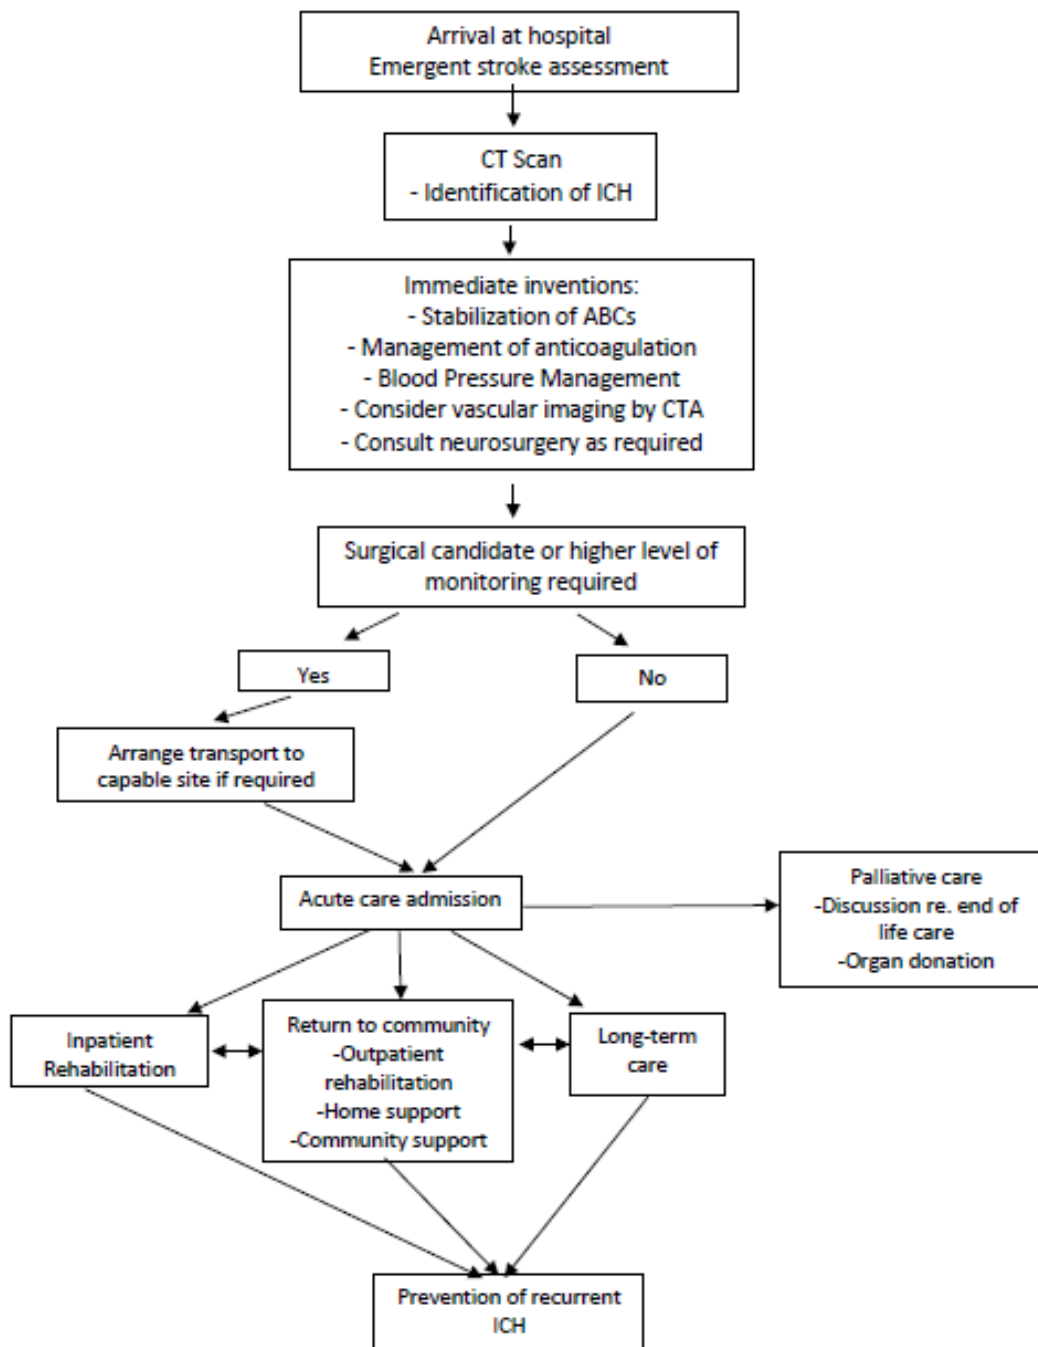 Arrival at hospital
Emergent stroke assessment
CT Scan
- Identification of ICH
Immediate inventions:
- Stabilization of ABCs
- Management of anticoagulation
- Blood Pressure Management
- Consider vascular imaging by CTA
- Consult neurosurgery as required
Surgical candidate or higher level of
monitoring required
Yes
No
Arrange transport to
capable site if required
Acute care admission
Palliative care
-Discussion re. end of
life care
-Organ donation
Inpatient
Rehabilitation
Return to community
-Outpatient
rehabilitation
-Home support
-Community support
Long-term
care
Prevention of recurrent
ICH